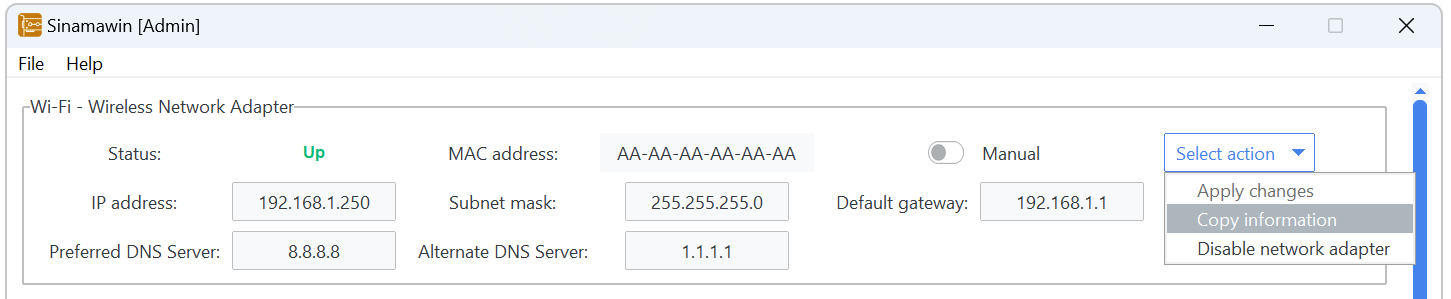 Sinamawin [Admin]
File Help
Wi-Fi - Wireless Network Adapter
Status: Up MAC address: AA-AA-AA-AA-AA-AA Manual Select action
IP address: 192.168.1.250 Subnet mask: 255.255.255.0 Default gateway: 192.168.1.1
Preferred DNS Server: 8.8.8.8 Alternate DNS Server: 1.1.1.1
Apply changes
Copy information
Disable network adapter